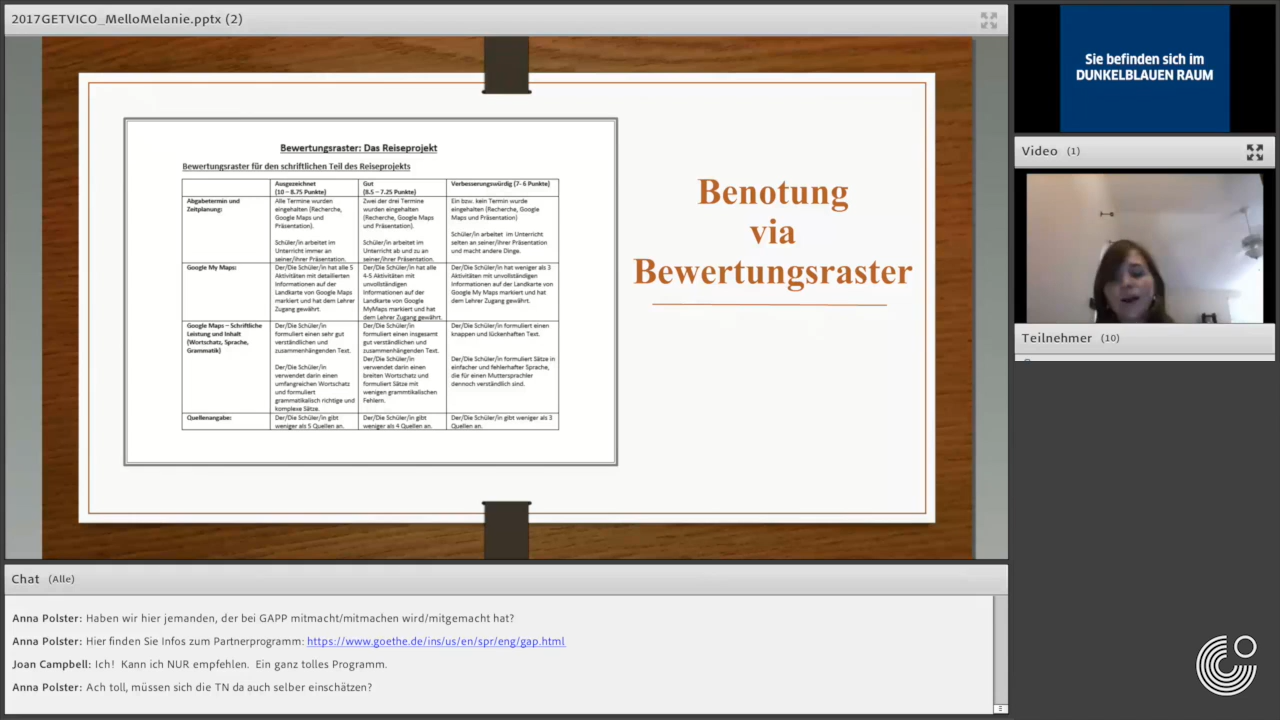 2017GETVICO_MelloMelanie.pptx (2)
Bewertungsraster: Das Reiseprojekt
Bewertungsraster für den schriftlichen Teil des Reiseprojekts
Ausgezeichnet
(10 – 8.75 Punkte)
Gut
(8.5 – 7.25 Punkte)
Verbesserungswürdig (7- 6 Punkte)
Abgabetermin und
Zeitplanung:
Alle Termine wurden
eingehalten (Recherche,
Google Maps und
Präsentation).
Schüler/in arbeitet im
Unterricht immer an
seiner/ihrer Präsentation.
Zwei der drei Termine
wurden eingehalten
(Recherche, Google Maps
und Präsentation).
Schüler/in arbeitet im
Unterricht ab und zu an
seiner/ihrer Präsentation.
Ein bzw. kein Termin wurde
eingehalten (Recherche, Google
Maps und Präsentation)
Schüler/in arbeitet im Unterricht
selten an seiner/ihrer Präsentation
und macht andere Dinge.
Google My Maps:
Der/Die Schüler/in hat alle 5
Aktivitäten mit detaillierten
Informationen auf der
Landkarte von Google Maps
markiert und hat dem Lehrer
Zugang gewährt.
Der/Die Schüler/in hat alle
4-5 Aktivitäten mit
unvollständigen
Informationen auf der
Landkarte von Google
MyMaps markiert und hat
dem Lehrer Zugang gewährt.
Der/Die Schüler/in hat weniger als 3
Aktivitäten mit unvollständigen
Informationen auf der Landkarte von
Google My Maps markiert und hat
dem Lehrer Zugang gewährt.
Google Maps – Schriftliche
Leistung und Inhalt
(Wortschatz, Sprache,
Grammatik)
Der/Die Schüler/in
formuliert einen sehr gut
verständlichen und
zusammenhängenden Text.
Der/Die Schüler/in
verwendet darin einen
umfangreichen Wortschatz
und formuliert
grammatikalisch richtige und
komplexe Sätze.
Der/Die Schüler/in
formuliert einen insgesamt
gut verständlichen und
zusammenhängenden Text.
Der/Die Schüler/in
verwendet darin einen
breiten Wortschatz und
formuliert Sätze mit
wenigen grammtikalischen
Fehlern.
Der/Die Schüler/in formuliert einen
knappen und lückenhaften Text.
Der/Die Schüler/in formuliert Sätze in
einfacher und fehlerhafter Sprache,
die für einen Muttersprachler
dennoch verständlich sind.
Quellenangabe:
Der/Die Schüler/in gibt
weniger als 5 Quellen an.
Der/Die Schüler/in gibt
weniger als 4 Quellen an.
Der/Die Schüler/in gibt weniger als 3
Quellen an.
Benotung
via
Bewertungsraster
Sie befinden sich im
DUNKELBLAUEN RAUM
Video (1)
Teilnehmer (10)
Chat (Alle)
Anna Polster: Haben wir hier jemanden, der bei GAPP mitmacht/mitmachen wird/mitgemacht hat?
Anna Polster: Hier finden Sie Infos zum Partnerprogramm: https://www.goethe.de/ins/us/en/spr/eng/gap.html
Joan Campbell: Ich! Kann ich NUR empfehlen. Ein ganz tolles Programm.
Anna Polster: Ach toll, müssen sich die TN da auch selber einschätzen?